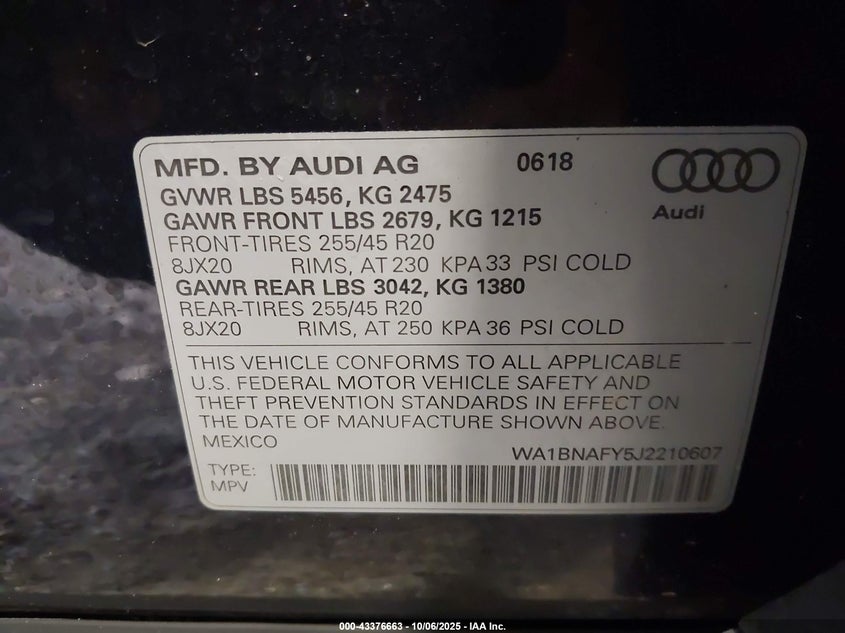 MFD. BY AUDI AG 0618
GVWR LBS 5456, KG 2475
Audi
GAWR FRONT LBS 2679, KG 1215
FRONT-TIRES 255/45 R20
8JX20 RIMS, AT 230 KPA 33 PSI COLD
GAWR REAR LBS 3042, KG 1380
REAR-TIRES 255/45 R20
8JX20 RIMS, AT 250 KPA 36 PSI COLD
THIS VEHICLE CONFORMS TO ALL APPLICABLE
U.S. FEDERAL MOTOR VEHICLE SAFETY AND
THEFT PREVENTION STANDARDS IN EFFECT ON
THE DATE OF MANUFACTURE SHOWN ABOVE.
MEXICO
WA1BNAFY5J2210607
TYPE:
MPV
000-43376663 - 10/06/2025 - IAA Inc.